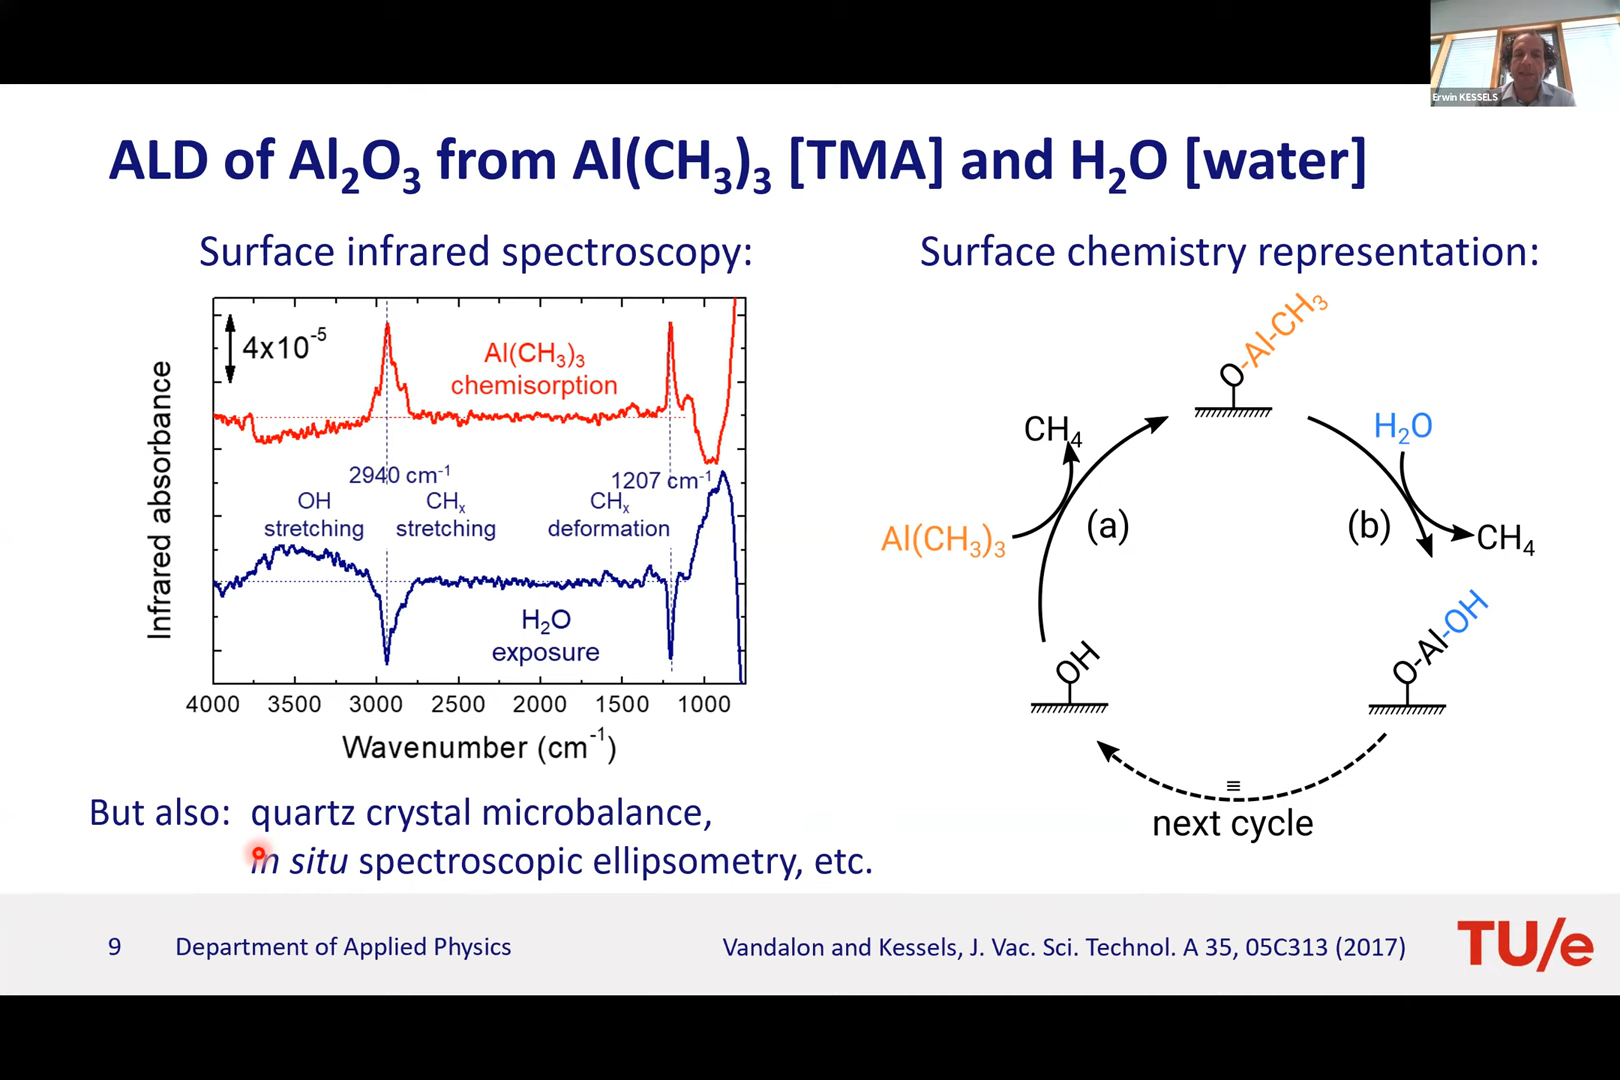 Erwin KESSELS
ALD of Al₂O₃ from Al(CH₃)₃ [TMA] and H₂O [water]
Surface infrared spectroscopy:
4x10⁻⁵
Al(CH₃)₃
chemisorption
2940 cm⁻¹
1207 cm⁻¹
OH
stretching
CHₓ
stretching
CHₓ
deformation
H₂O
exposure
Infrared absorbance
4000 3500 3000 2500 2000 1500 1000
Wavenumber (cm⁻¹)
Surface chemistry representation:
O-Al-CH₃
CH₄
H₂O
Al(CH₃)₃
(a)
(b)
CH₄
OH
O-Al-OH
≡
next cycle
But also: quartz crystal microbalance,
in situ spectroscopic ellipsometry, etc.
9 Department of Applied Physics
Vandalon and Kessels, J. Vac. Sci. Technol. A 35, 05C313 (2017)
TU/e